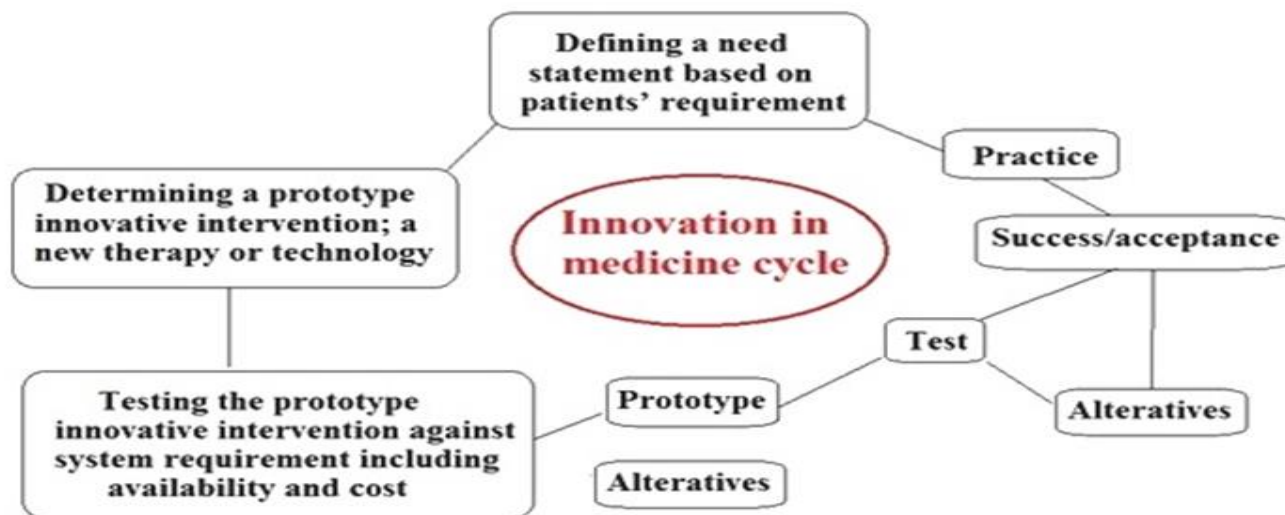 Defining a need
statement based on
patients’ requirement
Practice
Determining a prototype
innovative intervention; a
new therapy or technology
Innovation in
medicine cycle
Success/acceptance
Test
Testing the prototype
innovative intervention against
system requirement including
availability and cost
Prototype
Alteratives
Alteratives